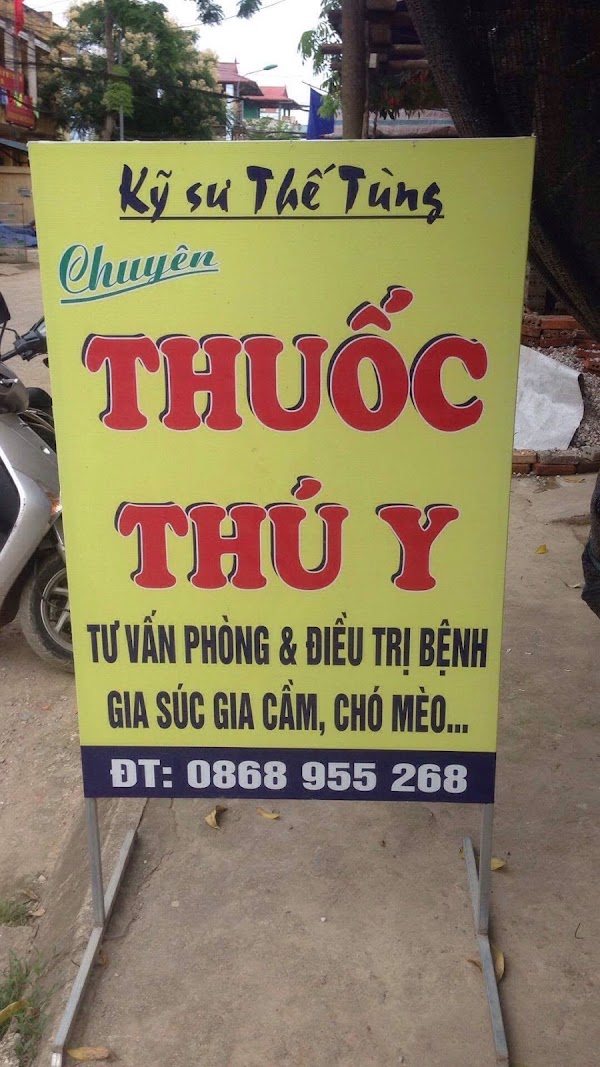 Kỹ sư Thế Tùng
Chuyên
THUỐC
THÚ Y
TƯ VẤN PHÒNG & ĐIỀU TRỊ BỆNH
GIA SÚC GIA CẦM, CHÓ MÈO...
ĐT: 0868 955 268